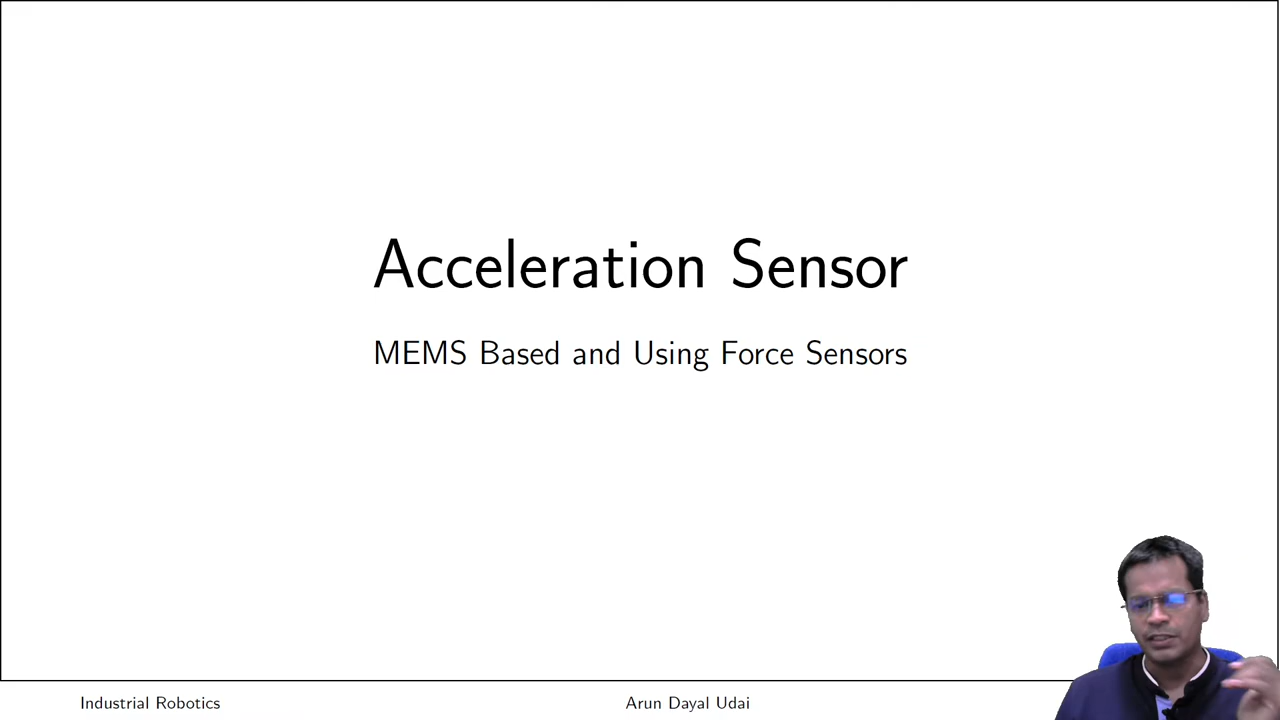 Acceleration Sensor
MEMS Based and Using Force Sensors
Industrial Robotics
Arun Dayal Udai